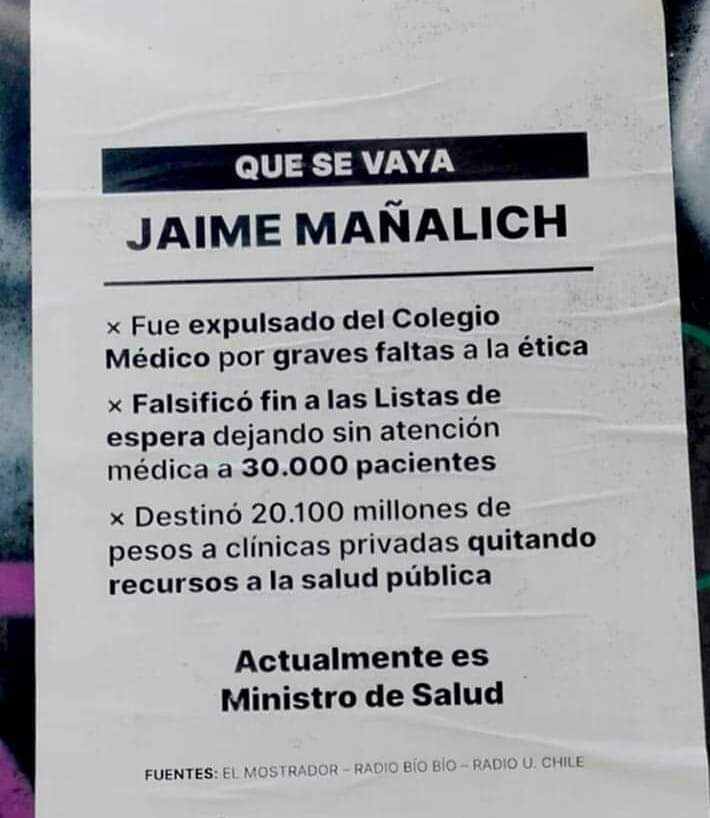 QUE SE VAYA
JAIME MAÑALICH
× Fue expulsado del Colegio
Médico por graves faltas a la ética
× Falsificó fin a las Listas de
espera dejando sin atención
médica a 30.000 pacientes
× Destinó 20.100 millones de
pesos a clínicas privadas quitando
recursos a la salud pública
Actualmente es
Ministro de Salud
FUENTES: EL MOSTRADOR – RADIO BÍO BÍO – RADIO U. CHILE